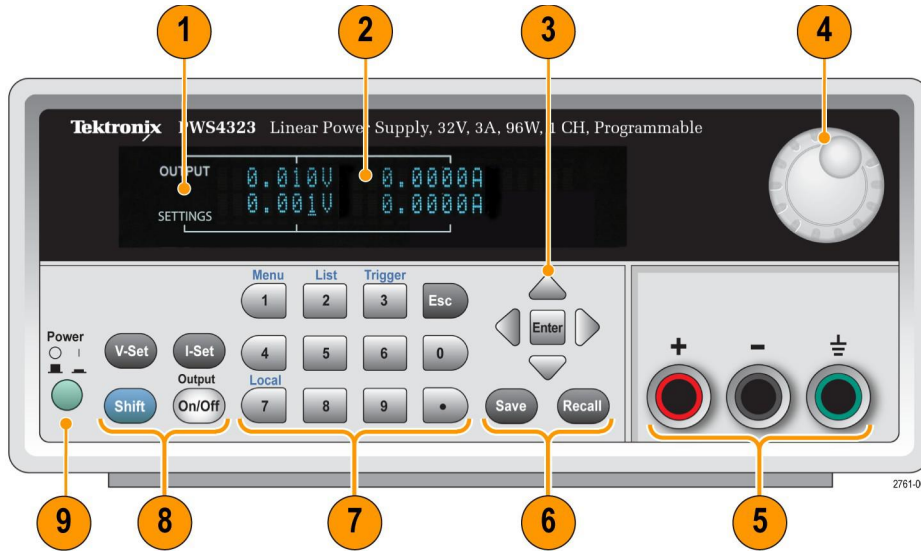 1 2 3 4
Tektronix PWS4323 Linear Power Supply, 32V, 3A, 96W, 1 CH, Programmable
OUTPUT 0.010V 0.0000A
SETTINGS 0.001V 0.0000A
Menu List Trigger
1 2 3 Esc
Power
V-Set I-Set 4 5 6 0 Enter
+ -
Output
Local
Shift On/Off 7 8 9 • Save Recall
9 8 7 6 5